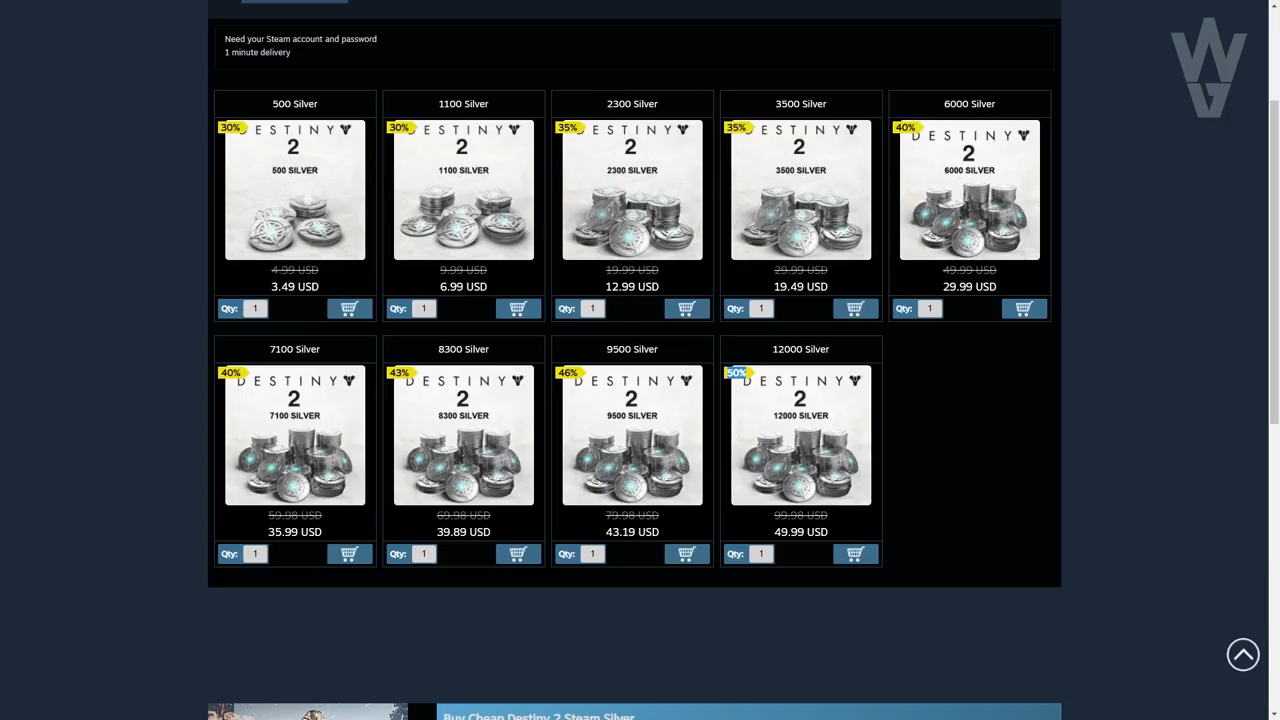 Need your Steam account and password
1 minute delivery
500 Silver
1100 Silver
2300 Silver
3500 Silver
6000 Silver
30%
DESTINY
2
500 SILVER
30%
DESTINY
2
1100 SILVER
35%
DESTINY
2
2300 SILVER
35%
DESTINY
2
3500 SILVER
40%
DESTINY
2
6000 SILVER
4.99 USD
9.99 USD
19.99 USD
29.99 USD
49.99 USD
3.49 USD
6.99 USD
12.99 USD
19.49 USD
29.99 USD
Qty: 1
Qty: 1
Qty: 1
Qty: 1
Qty: 1
7100 Silver
8300 Silver
9500 Silver
12000 Silver
40%
DESTINY
2
7100 SILVER
43%
DESTINY
2
8300 SILVER
46%
DESTINY
2
9500 SILVER
50%
DESTINY
2
12000 SILVER
59.98 USD
69.98 USD
79.98 USD
99.98 USD
35.99 USD
39.89 USD
43.19 USD
49.99 USD
Qty: 1
Qty: 1
Qty: 1
Qty: 1
Buy Cheap Destiny 2 Steam Silver